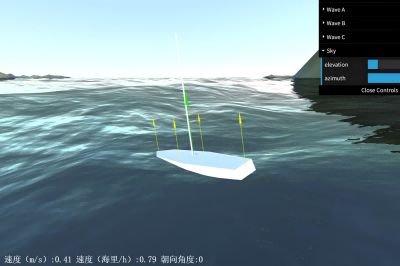 Wave A
Wave B
Wave C
Sky
elevation
azimuth
Close Controls
速度（m/s）:0.41 速度（海里/h）:0.79 朝向角度:0